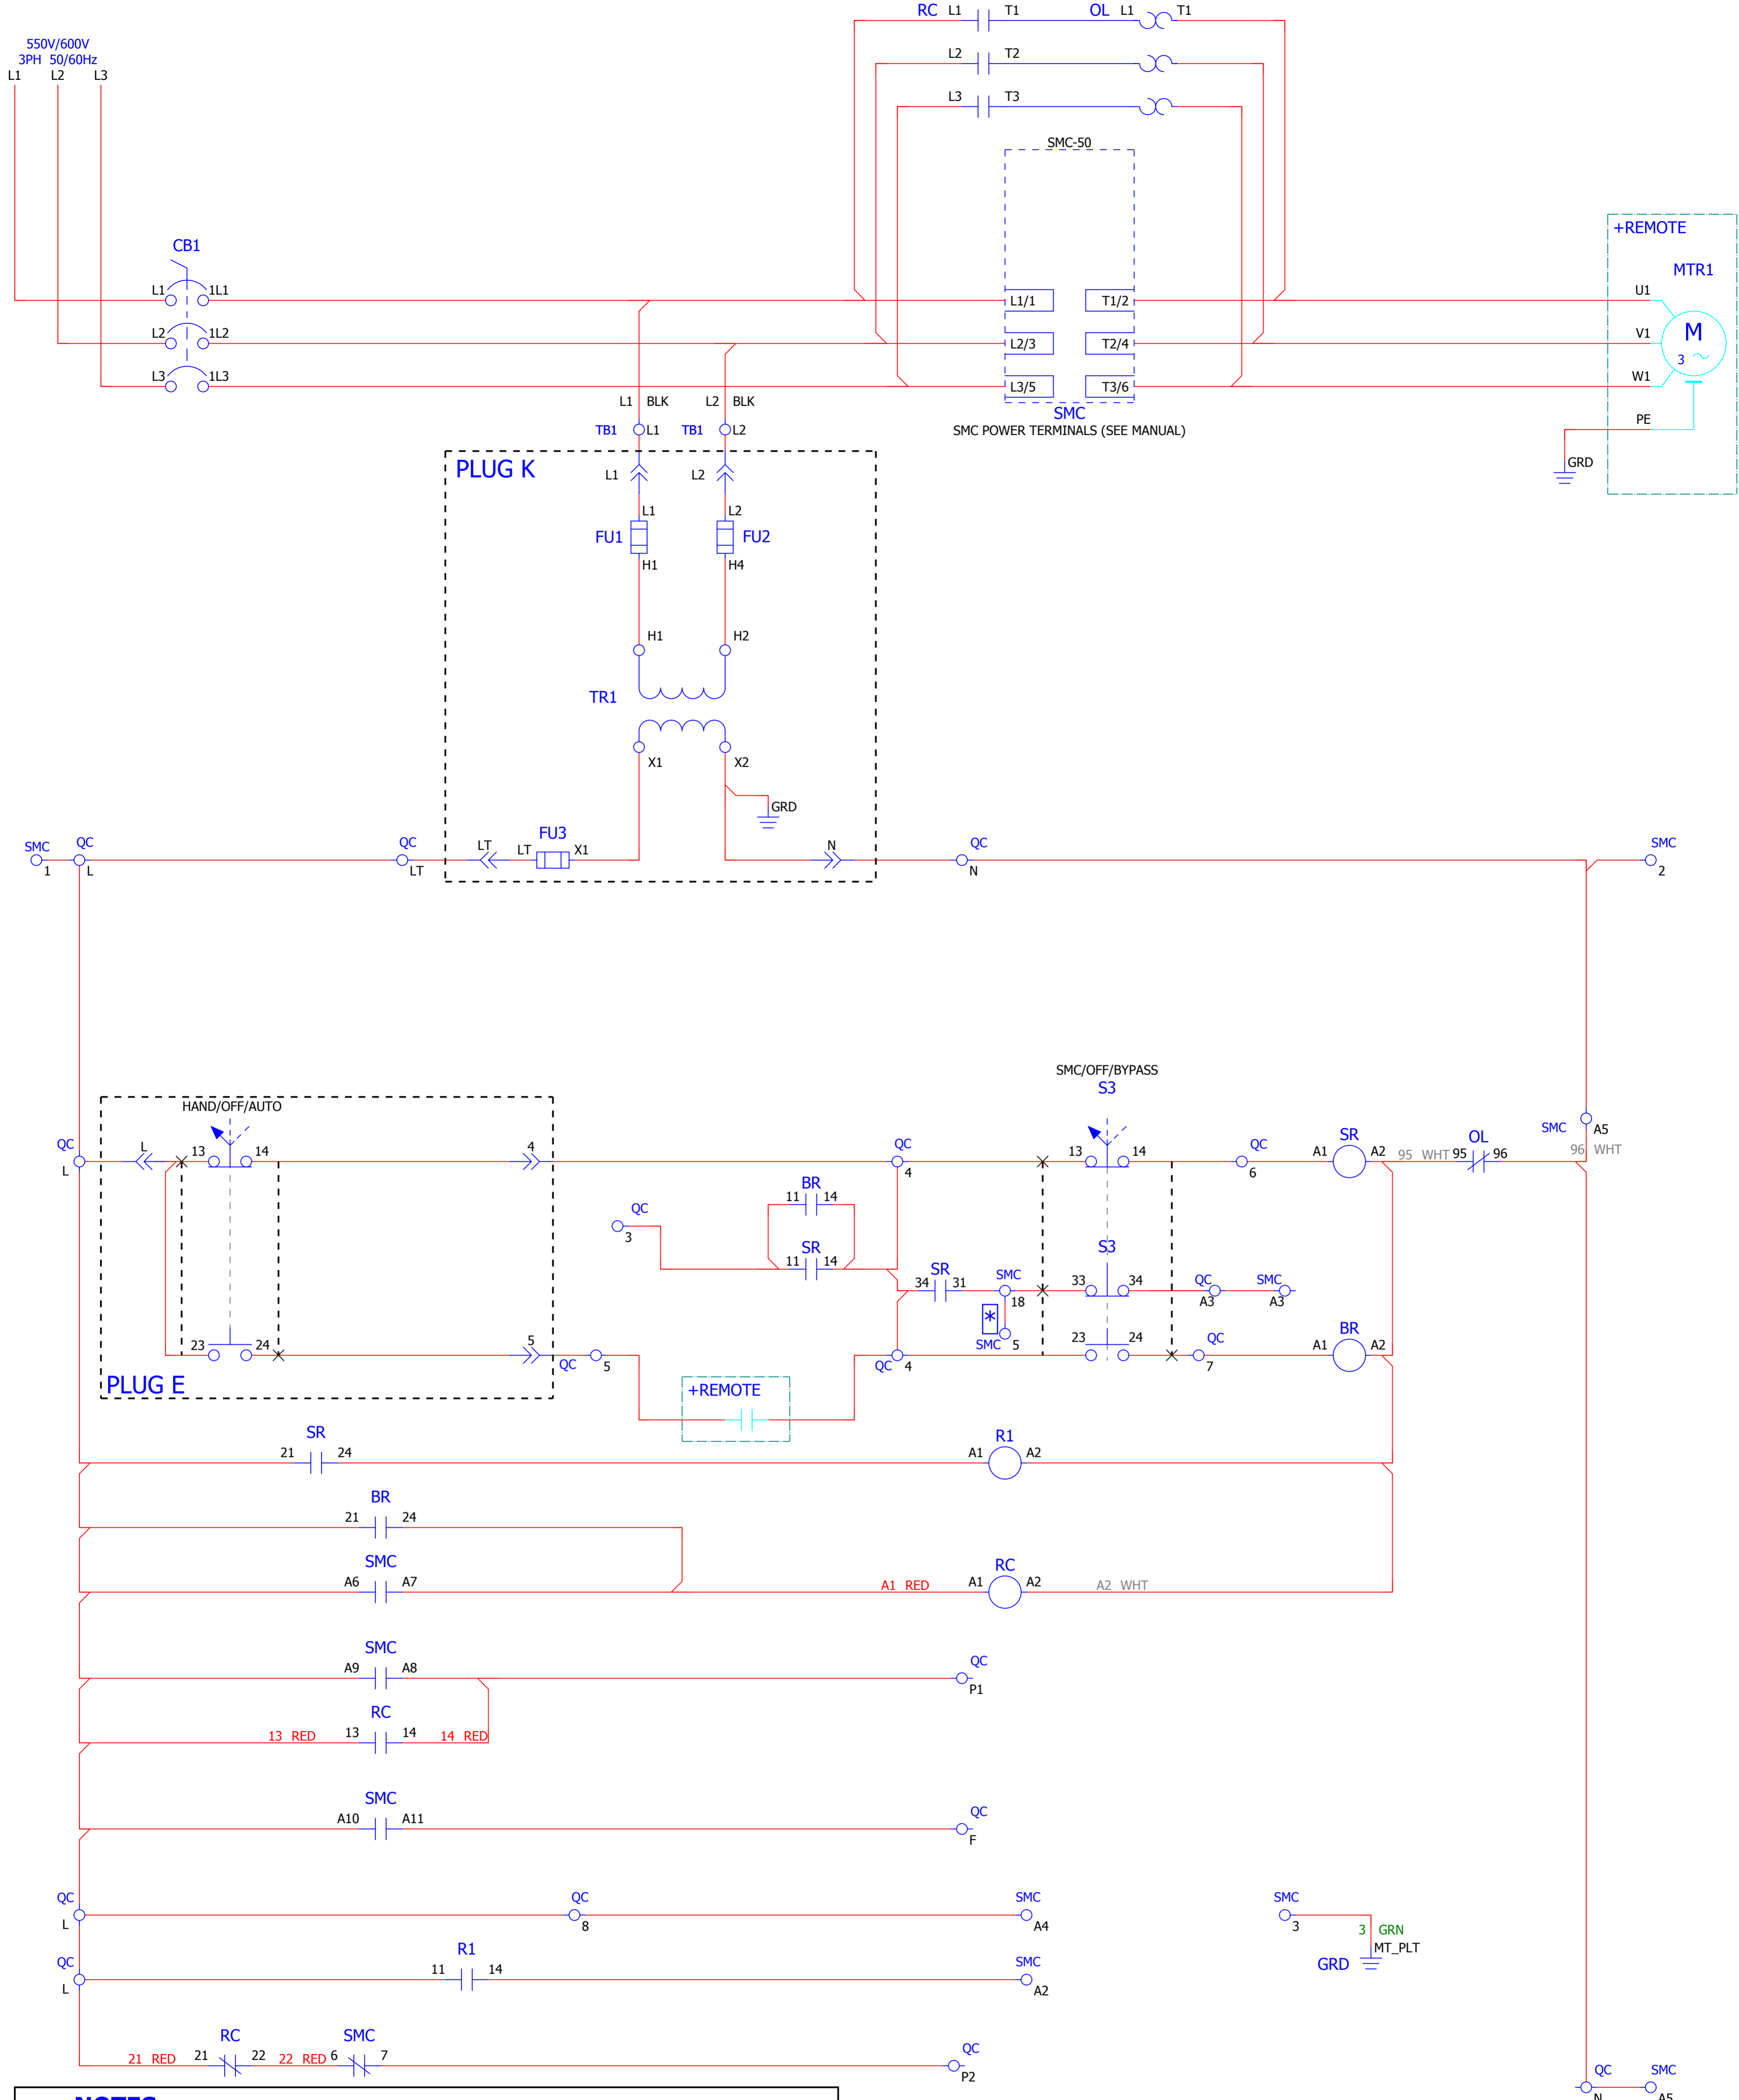 RC L1 T1 OL L1 T1
550V/600V
3PH 50/60Hz
L1 L2 L3
L2 T2
L3 T3
SMC-50
+REMOTE
CB1
MTR1
L1 1L1 L1/1 T1/2 U1
L2 1L2 L2/3 T2/4 V1 M
3
L3 1L3 L3/5 T3/6 W1
L1 BLK L2 BLK
SMC
PE
TB1 L1 TB1 L2
SMC POWER TERMINALS (SEE MANUAL)
GRD
PLUG K
L1 L2
L1 L2
FU1 FU2
H1 H4
H1 H2
TR1
X1 X2
GRD
SMC QC QC FU3 QC SMC
LT LT X1 N
1 L LT N 2
SMC/OFF/BYPASS
S3
HAND/OFF/AUTO
QC L 13 14 4 QC 13 14 QC SR OL SMC A5
L 4 6 A1 A2 95 WHT 95 96 96 WHT
BR
11 14
QC
3
SR
11 14
S3
SR
34 31 SMC 33 34 QC SMC
18 A3 A3
*
SMC 5
23 24 5 QC 5 QC 4 23 24 QC 7 BR A1 A2
PLUG E
+REMOTE
SR R1
21 24 A1 A2
BR
21 24
SMC RC
A6 A7 A1 RED A1 A2 A2 WHT
SMC
A9 A8 QC
P1
RC
13 RED 13 14 14 RED
SMC
A10 A11 QC
F
QC QC SMC SMC
L 8 A4 3
3 GRN
MT_PLT
GRD
QC R1 SMC
L 11 14 A2
RC SMC
21 RED 21 22 22 RED 6 7 QC
P2
QC SMC
N A5
NOTES